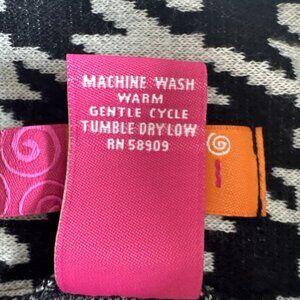 MACHINE WASH
WARM
GENTLE CYCLE
TUMBLE DRY LOW
RN 58909